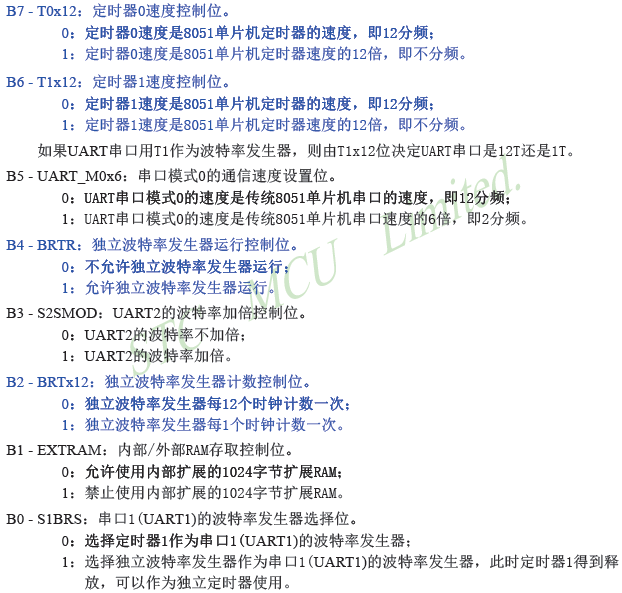 B7 - T0x12：定时器0速度控制位。
0：定时器0速度是8051单片机定时器的速度，即12分频；
1：定时器0速度是8051单片机定时器速度的12倍，即不分频。
B6 - T1x12：定时器1速度控制位。
0：定时器1速度是8051单片机定时器的速度，即12分频；
1：定时器1速度是8051单片机定时器速度的12倍，即不分频。
如果UART串口用T1作为波特率发生器，则由T1x12位决定UART串口是12T还是1T。
B5 - UART_M0x6：串口模式0的通信速度设置位。
0：UART串口模式0的速度是传统8051单片机串口的速度，即12分频；
1：UART串口模式0的速度是传统8051单片机串口速度的6倍，即2分频。
B4 - BRTR：独立波特率发生器运行控制位。
0：不允许独立波特率发生器运行；
1：允许独立波特率发生器运行。
B3 - S2SMOD：UART2的波特率加倍控制位。
0：UART2的波特率不加倍；
1：UART2的波特率加倍。
B2 - BRTx12：独立波特率发生器计数控制位。
0：独立波特率发生器每12个时钟计数一次；
1：独立波特率发生器每1个时钟计数一次。
B1 - EXTRAM：内部/外部RAM存取控制位。
0：允许使用内部扩展的1024字节扩展RAM；
1：禁止使用内部扩展的1024字节扩展RAM。
B0 - S1BRS：串口1(UART1)的波特率发生器选择位。
0：选择定时器1作为串口1(UART1)的波特率发生器；
1：选择独立波特率发生器作为串口1(UART1)的波特率发生器，此时定时器1得到释
放，可以作为独立定时器使用。
STC MCU Limited.